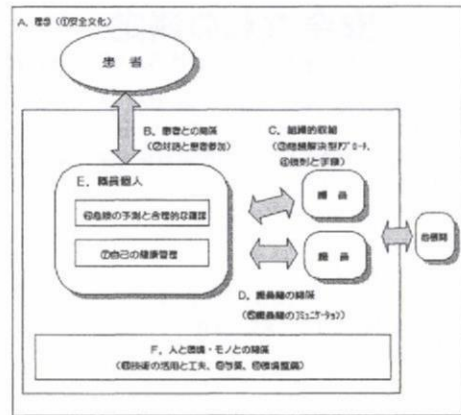 A. 理念（①安全文化）
患者
B. 患者との関係
（②対話と患者参加）
C. 組織的取組
（③問題解決型ｱﾌﾟﾛｰﾁ、
④規則と手順）
E. 職員個人
⑥危険の予測と合理的な確認
⑦自己の健康管理
職員
職員
他機関
D. 職員間の関係
（⑤職員間のｺﾐｭﾆｹｰｼｮﾝ）
F. 人と環境・モノとの関係
（⑧技術の活用と工夫、⑨与薬、⑩環境整備）